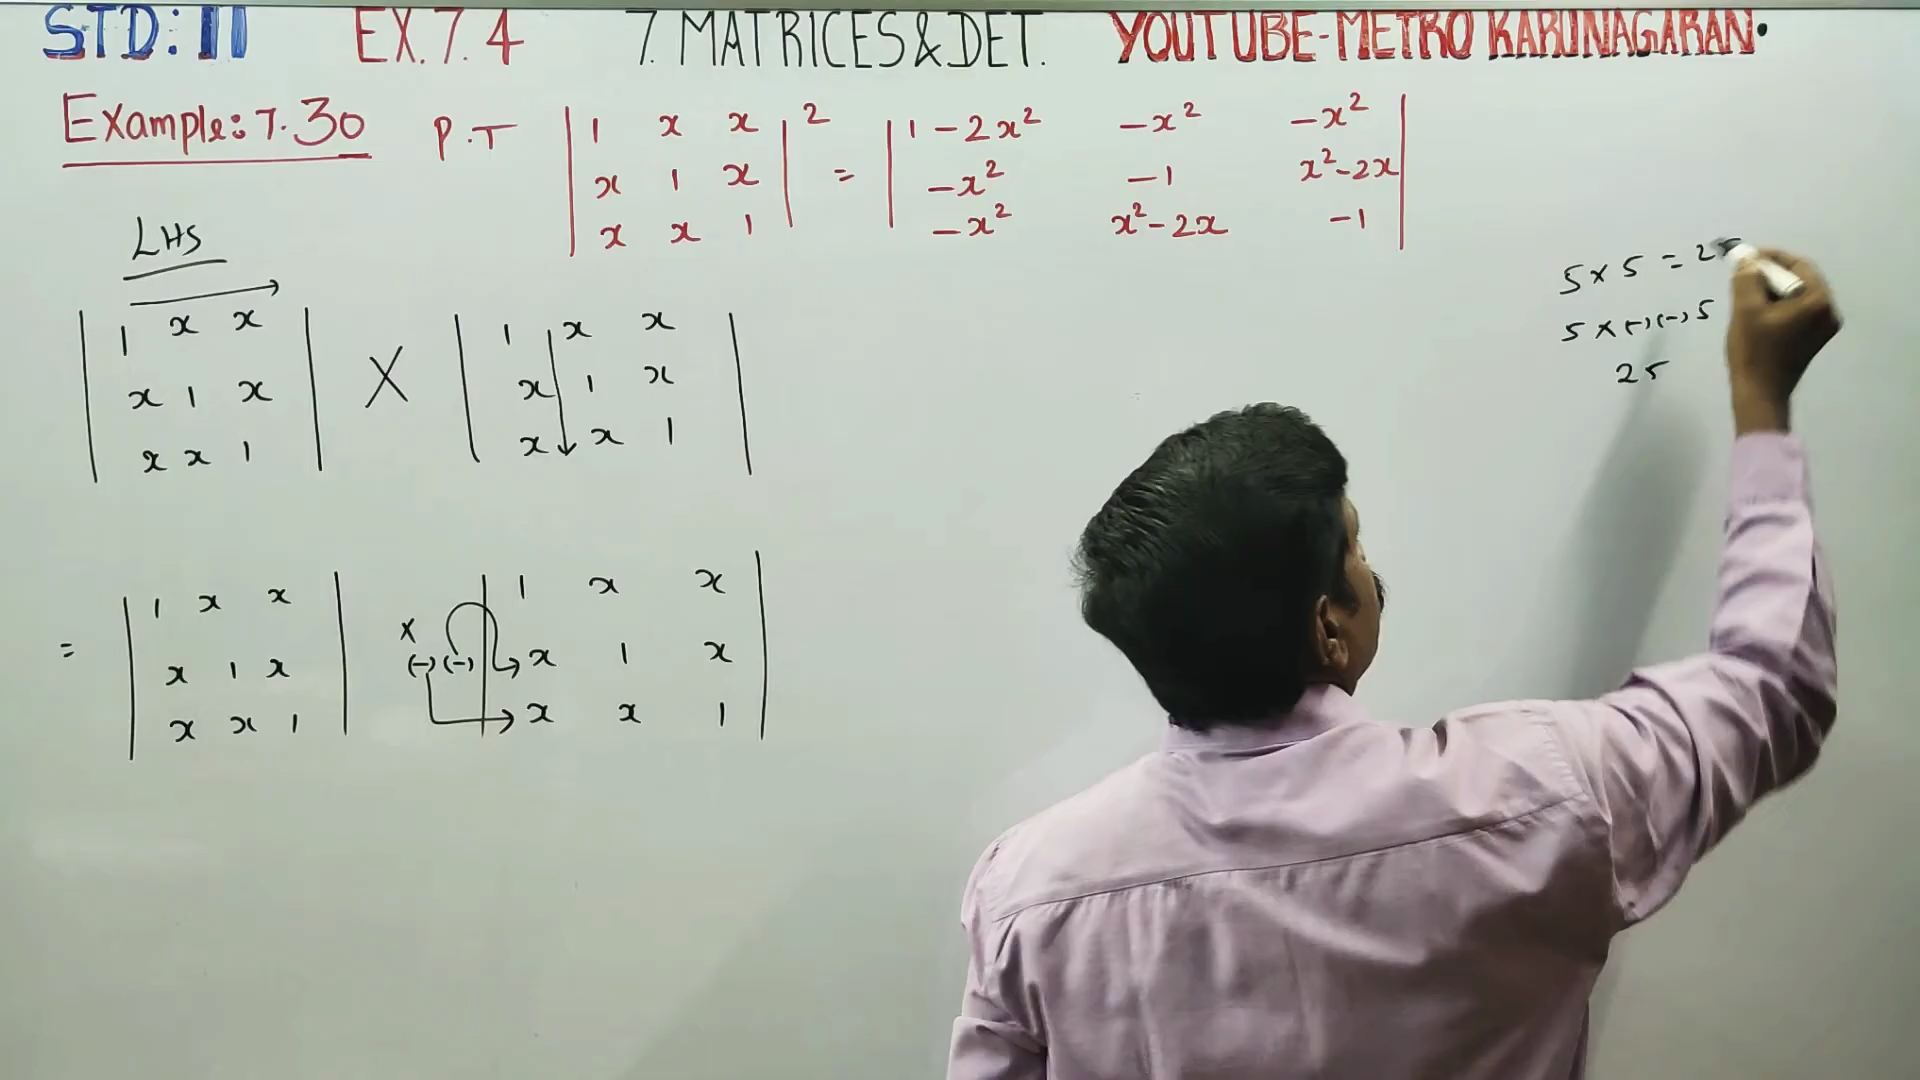 STD: 11 EX.7.4 7. MATRICES & DET. YOUTUBE-METRO KARUNAGARAN.
Example: 7.30 P.T | 1 x x |² = | 1-2x² -x² -x² |
| x 1 x | | -x² -1 x²-2x |
| x x 1 | | -x² x²-2x -1 |
LHS
| 1 x x | X | 1 x x |
| x 1 x | | x 1 x |
| x x 1 | | x x 1 |
= | 1 x x | x | 1 x x |
| x 1 x | (-) (-) | x 1 x |
| x x 1 | | x x 1 |
5 x 5 = 25
5 x (-)(-) 5
25